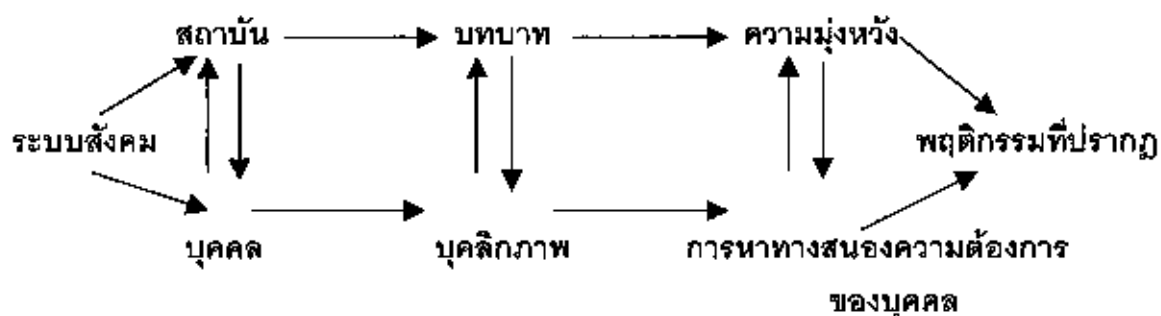 สถาบัน บทบาท ความมุ่งหวัง
ระบบสังคม พฤติกรรมที่ปรากฏ
บุคคล บุคลิกภาพ การหาทางสนองความต้องการ
ของบุคคล